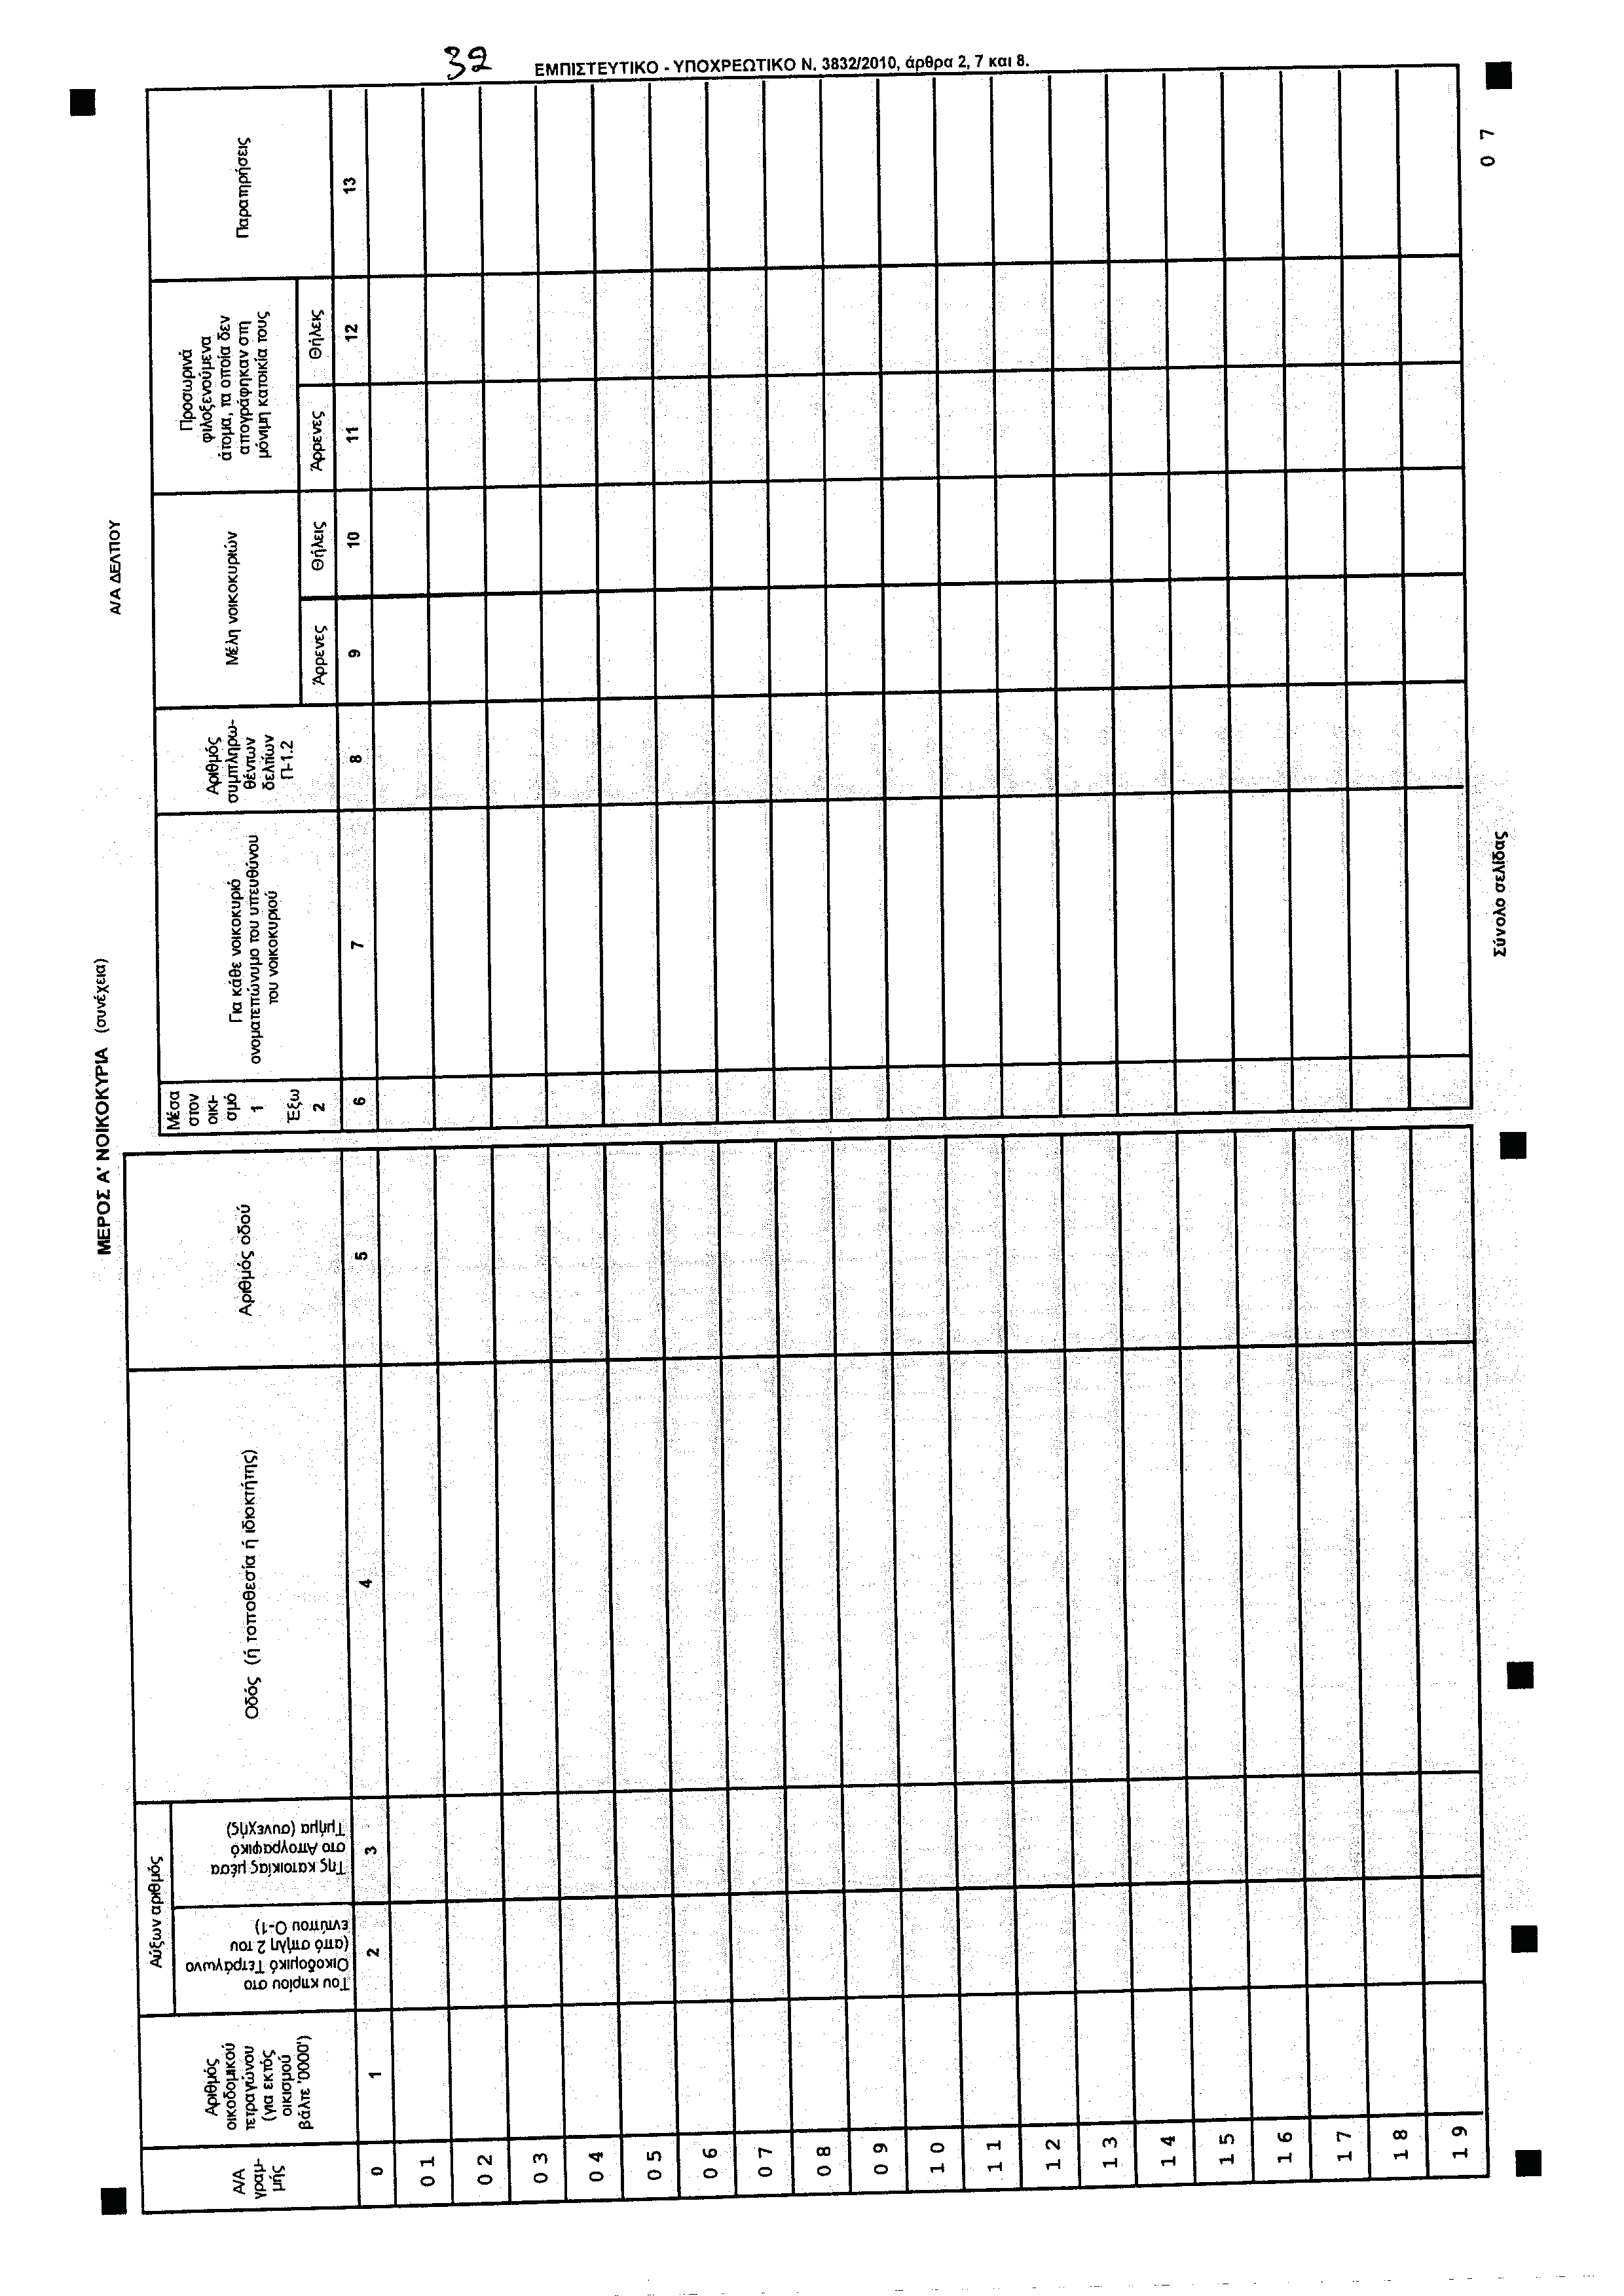 32
ΕΜΠΙΣΤΕΥΤΙΚΟ - ΥΠΟΧΡΕΩΤΙΚΟ Ν. 3832/2010, άρθρα 2, 7 και 8.
ΜΕΡΟΣ Α' ΝΟΙΚΟΚΥΡΙΑ (συνέχεια)
Α/Α ΔΕΛΤΙΟΥ
Α/Α
γραμ-
μής
Αριθμός
οικοδομικού
τετραγώνου
(για εκτός
οικισμού
βάλτε '0000')
Αύξων αριθμός
Του κτιρίου στο
Οικοδομικό Τετράγωνο
(από στήλη 2 του
εντύπου Ο-1)
Της κατοικίας μέσα
στο Απογραφικό
Τμήμα (συνεχής)
Οδός (ή τοποθεσία ή ιδιοκτήτης)
Αριθμός οδού
Μέσα
στον
οικι-
σμό
1
Έξω
2
Για κάθε νοικοκυριό
ονοματεπώνυμο του υπευθύνου
του νοικοκυριού
Αριθμός
συμπληρω-
θέντων
δελτίων
Π-1.2
Μέλη νοικοκυριών
Άρρενες
Θήλεις
Προσωρινά
φιλοξενούμενα
άτομα, τα οποία δεν
απογράφηκαν στη
μόνιμη κατοικία τους
Άρρενες
Θήλεις
Παρατηρήσεις
0 1 2 3 4 5 6 7 8 9 10 11 12 13
0 1
0 2
0 3
0 4
0 5
0 6
0 7
0 8
0 9
1 0
1 1
1 2
1 3
1 4
1 5
1 6
1 7
1 8
1 9
Σύνολο σελίδας
0 7